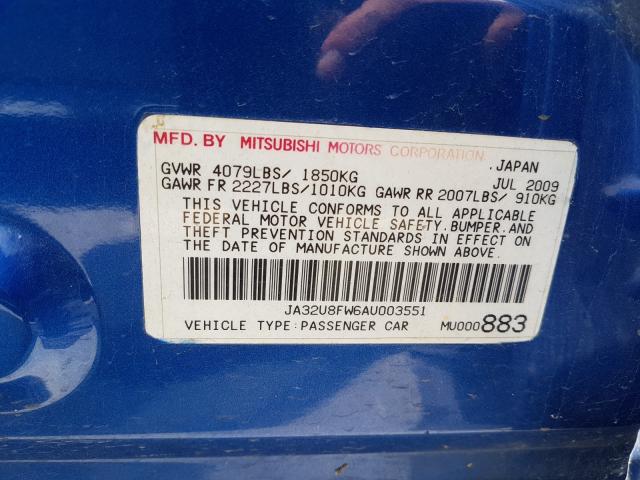 MFD. BY MITSUBISHI MOTORS CORPORATION. JAPAN
GVWR 4079LBS/ 1850KG JUL 2009
GAWR FR 2227LBS/1010KG GAWR RR 2007LBS/ 910KG
THIS VEHICLE CONFORMS TO ALL APPLICABLE
FEDERAL MOTOR VEHICLE SAFETY, BUMPER, AND
THEFT PREVENTION STANDARDS IN EFFECT ON
THE DATE OF MANUFACTURE SHOWN ABOVE.
JA32U8FW6AU003551
VEHICLE TYPE:PASSENGER CAR MU000883